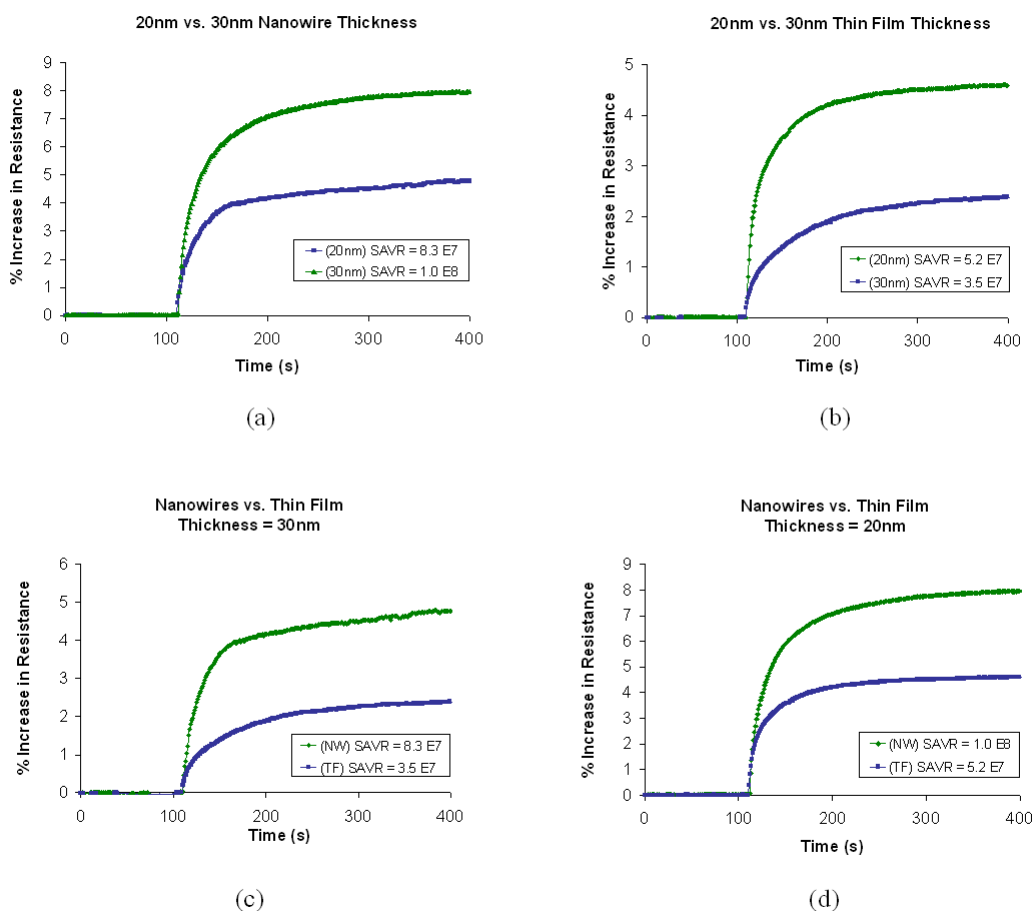 20nm vs. 30nm Nanowire Thickness
% Increase in Resistance
9
8
7
6
5
4
3
2
1
0
(20nm) SAVR = 8.3 E7
(30nm) SAVR = 1.0 E8
0 100 200 300 400
Time (s)
(a)
20nm vs. 30nm Thin Film Thickness
% Increase in Resistance
5
4
3
2
1
0
(20nm) SAVR = 5.2 E7
(30nm) SAVR = 3.5 E7
0 100 200 300 400
Time (s)
(b)
Nanowires vs. Thin Film
Thickness = 30nm
% Increase in Resistance
6
5
4
3
2
1
0
(NW) SAVR = 8.3 E7
(TF) SAVR = 3.5 E7
0 100 200 300 400
Time (s)
(c)
Nanowires vs. Thin Film
Thickness = 20nm
% Increase in Resistance
9
8
7
6
5
4
3
2
1
0
(NW) SAVR = 1.0 E8
(TF) SAVR = 5.2 E7
0 100 200 300 400
Time (s)
(d)